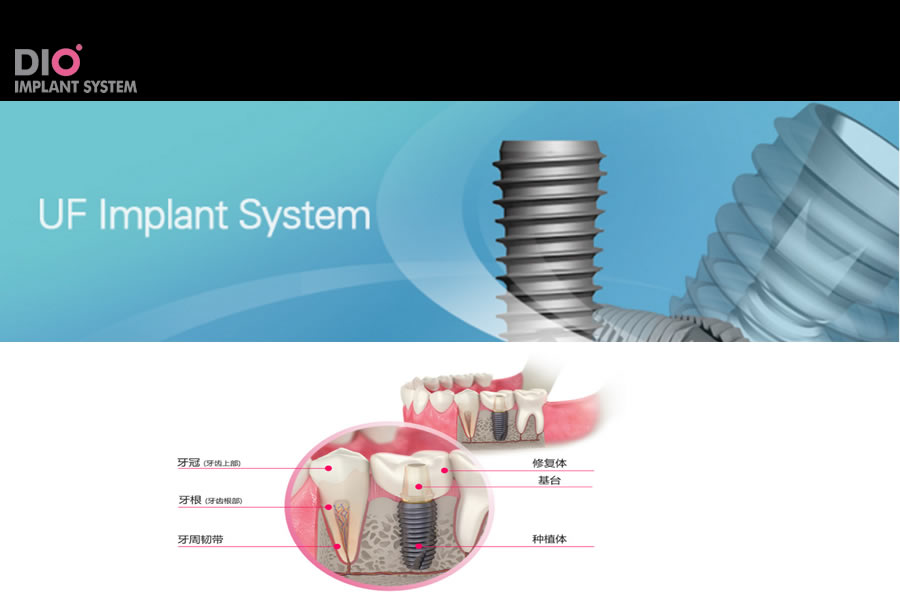 DIO
IMPLANT SYSTEM
UF Implant System
牙冠 (牙齿上部)
修复体
基台
牙根 (牙齿根部)
牙周韧带
种植体